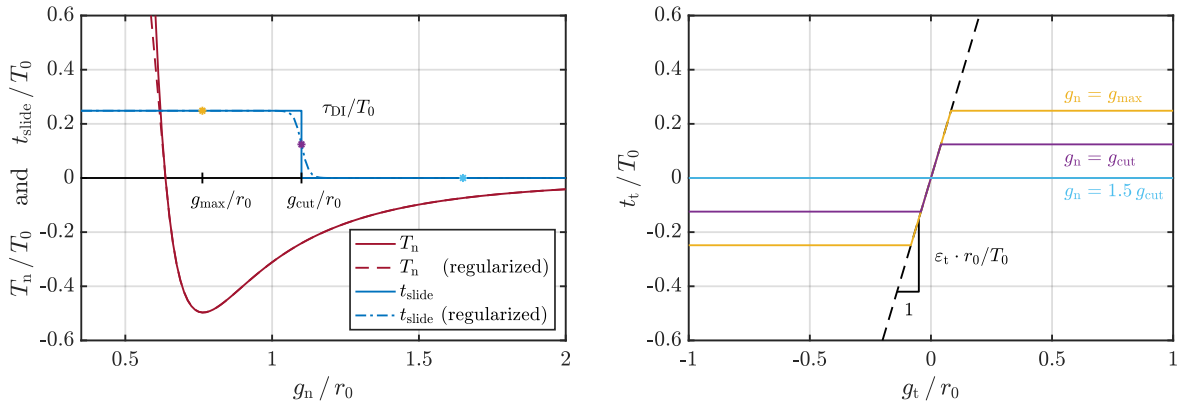 T_n / T_0 and t_slide / T_0
0.6
0.4
0.2
0
-0.2
-0.4
-0.6
τ_DI/T_0
g_max/r_0
g_cut/r_0
T_n
T_n (regularized)
t_slide
t_slide (regularized)
0.5
1
1.5
2
g_n / r_0
t_t / T_0
0.6
0.4
0.2
0
-0.2
-0.4
-0.6
g_n = g_max
g_n = g_cut
g_n = 1.5 g_cut
ε_t · r_0/T_0
1
-1
-0.5
0
0.5
1
g_t / r_0